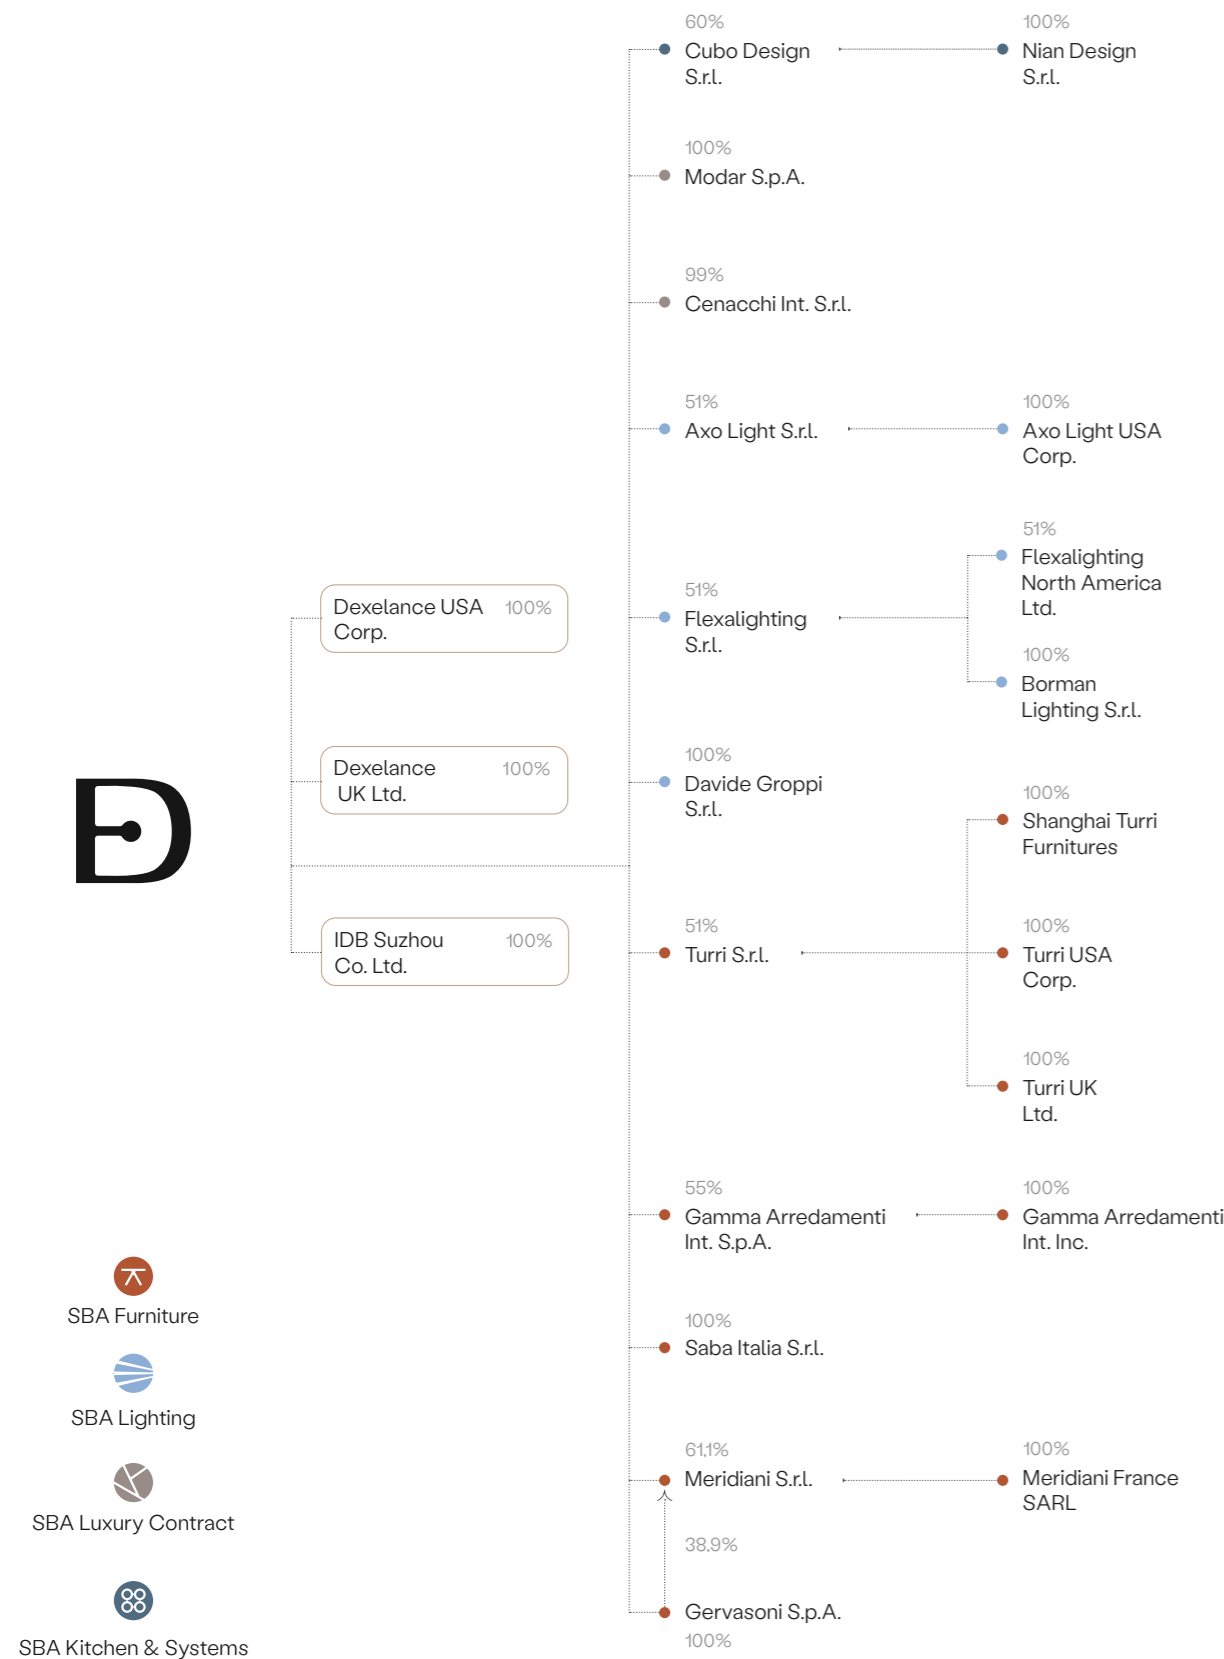 60%
Cubo Design
S.r.l.
100%
Nian Design
S.r.l.
100%
Modar S.p.A.
99%
Cenacchi Int. S.r.l.
51%
Axo Light S.r.l.
100%
Axo Light USA
Corp.
51%
Flexalighting
S.r.l.
51%
Flexalighting
North America
Ltd.
100%
Borman
Lighting S.r.l.
Dexelance USA 100%
Corp.
Dexelance 100%
UK Ltd.
IDB Suzhou 100%
Co. Ltd.
100%
Davide Groppi
S.r.l.
51%
Turri S.r.l.
100%
Shanghai Turri
Furnitures
100%
Turri USA
Corp.
100%
Turri UK
Ltd.
55%
Gamma Arredamenti
Int. S.p.A.
100%
Gamma Arredamenti
Int. Inc.
100%
Saba Italia S.r.l.
61,1%
Meridiani S.r.l.
100%
Meridiani France
SARL
38,9%
Gervasoni S.p.A.
100%
SBA Furniture
SBA Lighting
SBA Luxury Contract
SBA Kitchen & Systems